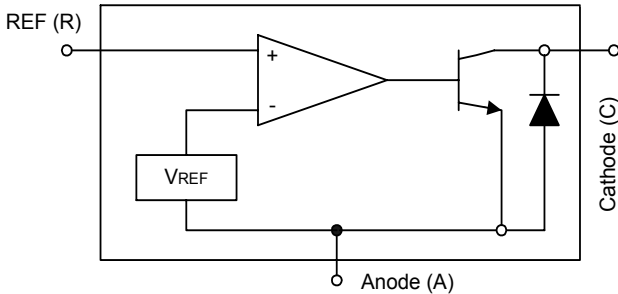 REF (R)
+
-
VREF
Cathode (C)
Anode (A)